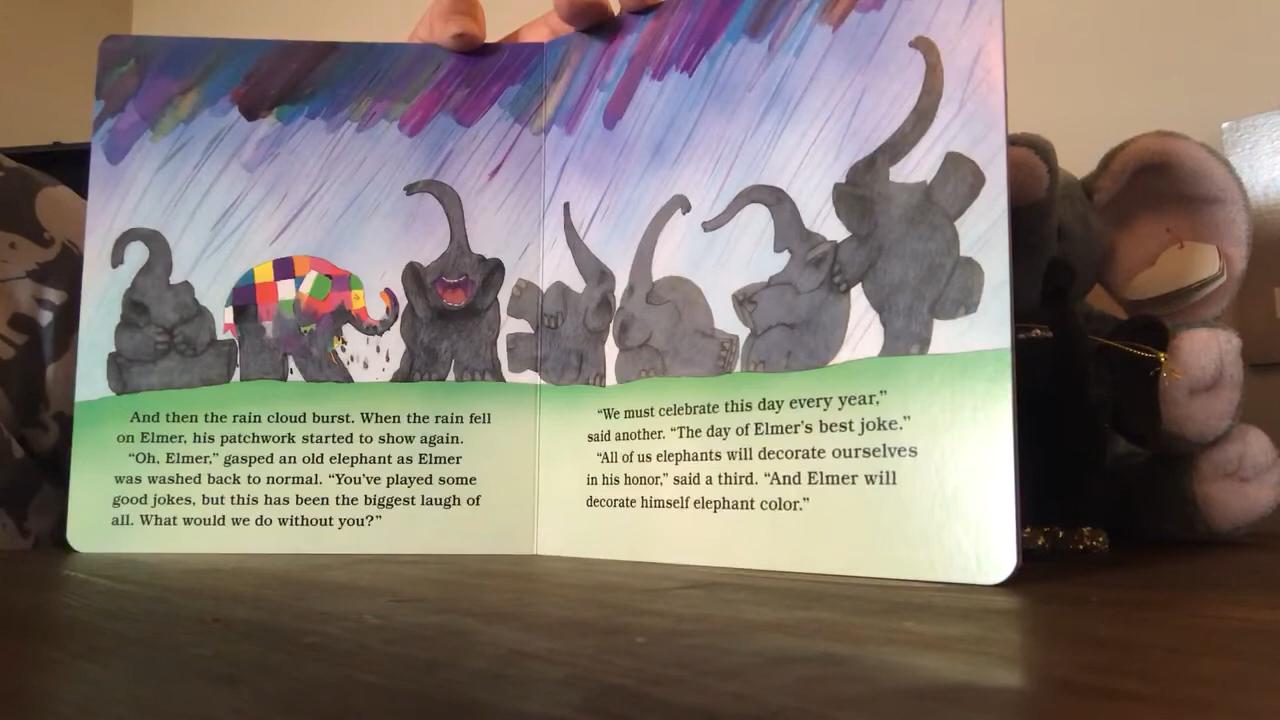 And then the rain cloud burst. When the rain fell
on Elmer, his patchwork started to show again.
"Oh, Elmer," gasped an old elephant as Elmer
was washed back to normal. "You've played some
good jokes, but this has been the biggest laugh of
all. What would we do without you?"
"We must celebrate this day every year,"
said another. "The day of Elmer's best joke."
"All of us elephants will decorate ourselves
in his honor," said a third. "And Elmer will
decorate himself elephant color."